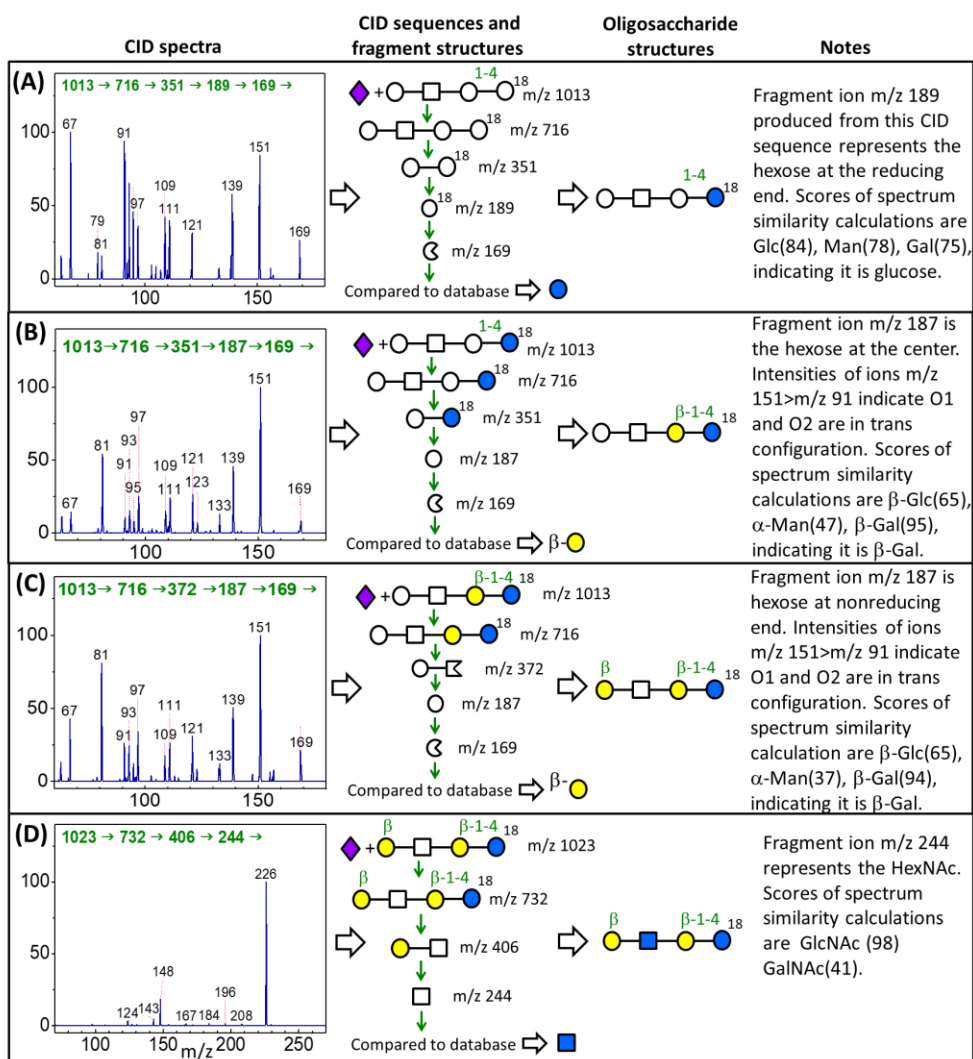 CID spectra
CID sequences and
fragment structures
Oligosaccharide
structures
Notes
(A)
1013 → 716 → 351 → 189 → 169 →
100
50
0
67
79
81
91
97
109
111
121
139
151
169
100
150
1-4
18
+
m/z 1013
18
m/z 716
18
m/z 351
18
m/z 189
m/z 169
Compared to database
1-4
18
Fragment ion m/z 189
produced from this CID
sequence represents the
hexose at the reducing
end. Scores of spectrum
similarity calculations are
Glc(84), Man(78), Gal(75),
indicating it is glucose.
(B)
1013→716→351→187→169→
100
50
0
67
81
91
93
95
97
109
111
121
123
133
139
151
169
100
150
1-4
18
+
m/z 1013
18
m/z 716
18
m/z 351
m/z 187
m/z 169
Compared to database
β-
β-1-4
18
Fragment ion m/z 187 is
the hexose at the center.
Intensities of ions m/z
151>m/z 91 indicate O1
and O2 are in trans
configuration. Scores of
spectrum similarity
calculations are β-Glc(65),
α-Man(47), β-Gal(95),
indicating it is β-Gal.
(C)
1013→ 716 →372 →187→169→
100
50
0
67
81
91
93
97
109
111
121
133
139
151
169
100
150
β-1-4
18
+
m/z 1013
18
m/z 716
m/z 372
m/z 187
m/z 169
Compared to database
β-
β
β-1-4
18
Fragment ion m/z 187 is
hexose at nonreducing
end. Intensities of ions
m/z 151>m/z 91 indicate
O1 and O2 are in trans
configuration. Scores of
spectrum similarity
calculation are β-Glc(65),
α-Man(37), β-Gal(94),
indicating it is β-Gal.
(D)
1023 → 732 → 406 → 244 →
100
50
0
124
143
148
167
184
196
208
226
100
150
200
250
m/z
β
β-1-4
18
+
m/z 1023
β
β-1-4
18
m/z 732
m/z 406
m/z 244
Compared to database
β
β-1-4
18
Fragment ion m/z 244
represents the HexNAc.
Scores of spectrum
similarity calculations
are GlcNAc (98)
GalNAc(41).